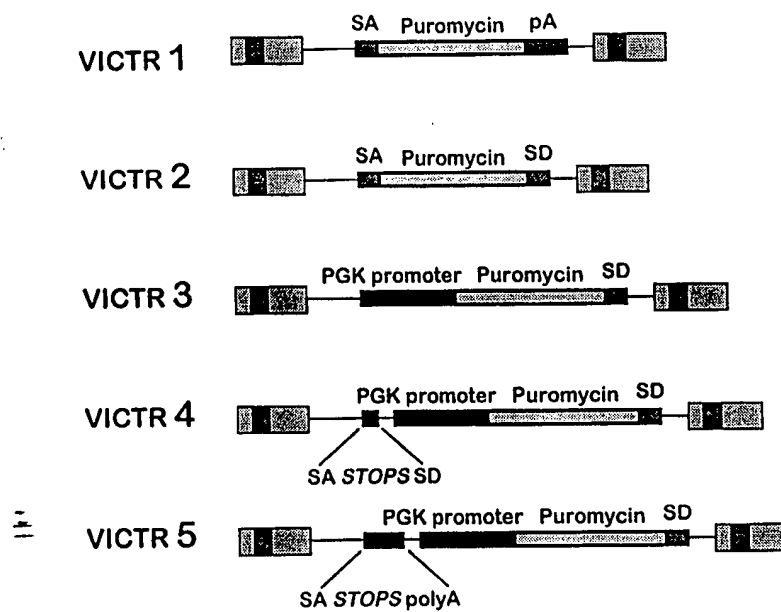 SA Puromycin pA
VICTR 1
SA Puromycin SD
VICTR 2
PGK promoter Puromycin SD
VICTR 3
PGK promoter Puromycin SD
VICTR 4
SA STOPS SD
PGK promoter Puromycin SD
VICTR 5
SA STOPS polyA